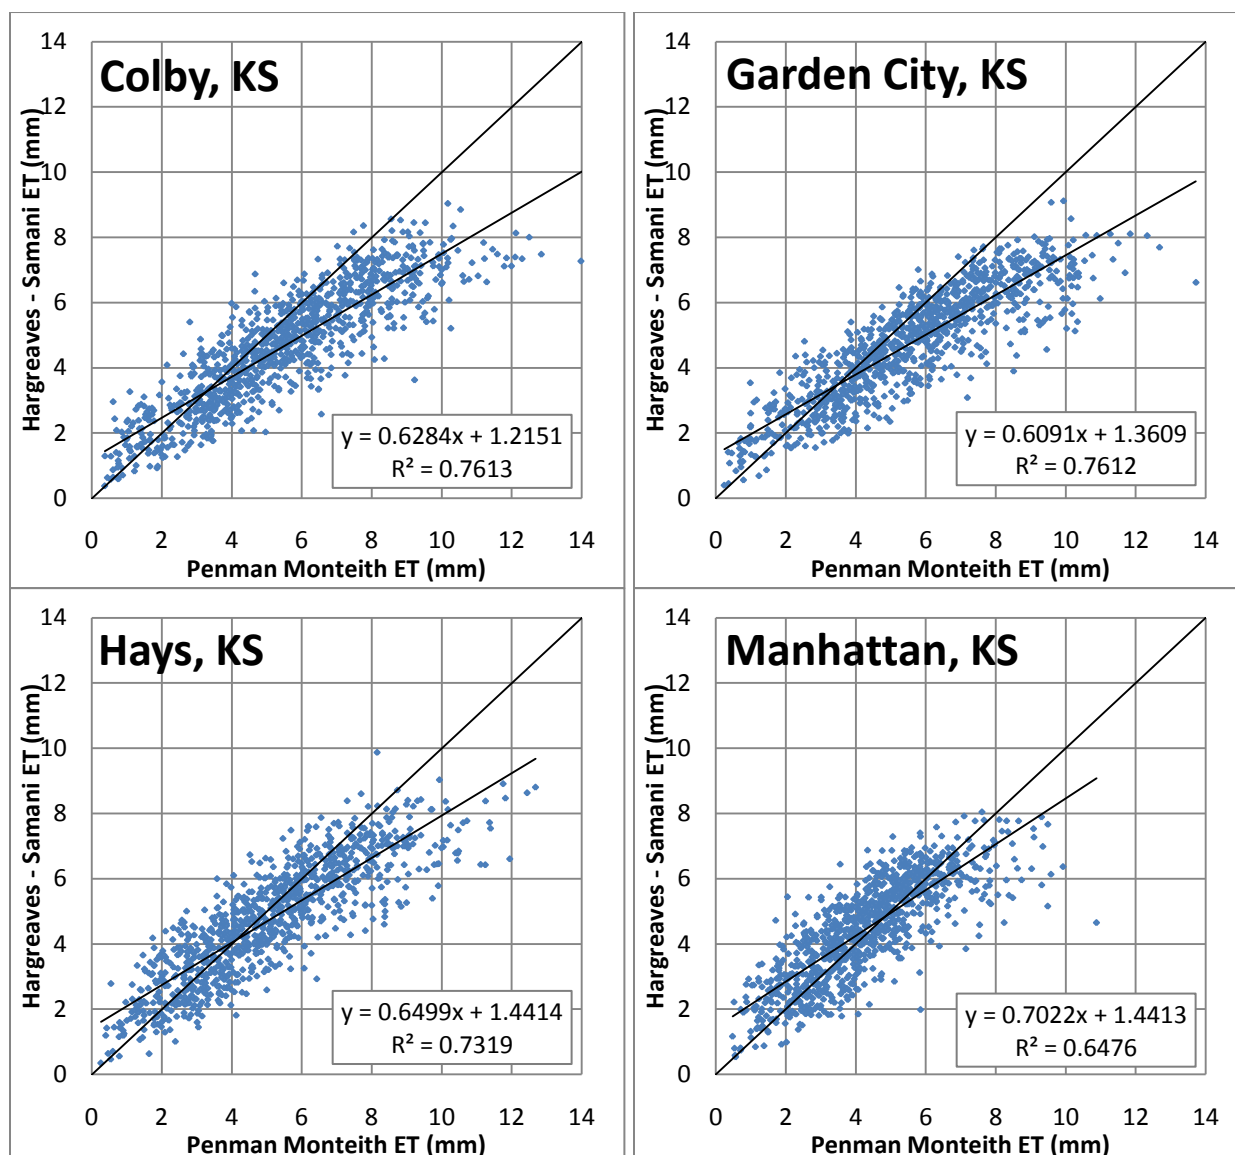 Colby, KS
Hargreaves - Samani ET (mm)
14
12
10
8
6
4
2
0
y = 0.6284x + 1.2151
R² = 0.7613
0 2 4 6 8 10 12 14
Penman Monteith ET (mm)
Garden City, KS
Hargreaves - Samani ET (mm)
14
12
10
8
6
4
2
0
y = 0.6091x + 1.3609
R² = 0.7612
0 2 4 6 8 10 12 14
Penman Monteith ET (mm)
Hays, KS
Hargreaves - Samani ET (mm)
14
12
10
8
6
4
2
0
y = 0.6499x + 1.4414
R² = 0.7319
0 2 4 6 8 10 12 14
Penman Monteith ET (mm)
Manhattan, KS
Hargreaves - Samani ET (mm)
14
12
10
8
6
4
2
0
y = 0.7022x + 1.4413
R² = 0.6476
0 2 4 6 8 10 12 14
Penman Monteith ET (mm)